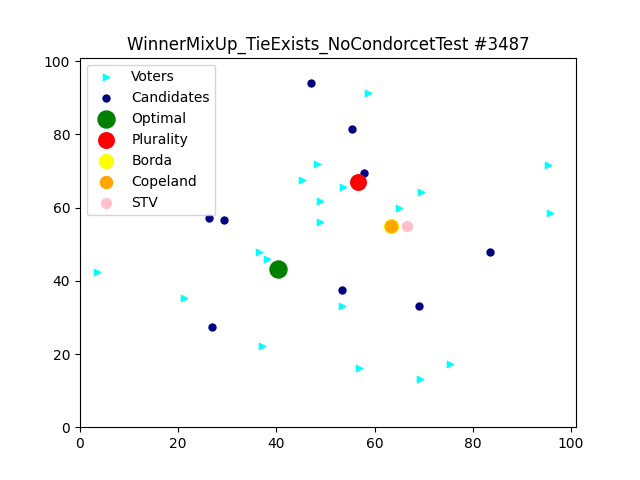 WinnerMixUp_TieExists_NoCondorcetTest #3487
100
80
60
40
20
0
Voters
Candidates
Optimal
Plurality
Borda
Copeland
STV
0 20 40 60 80 100